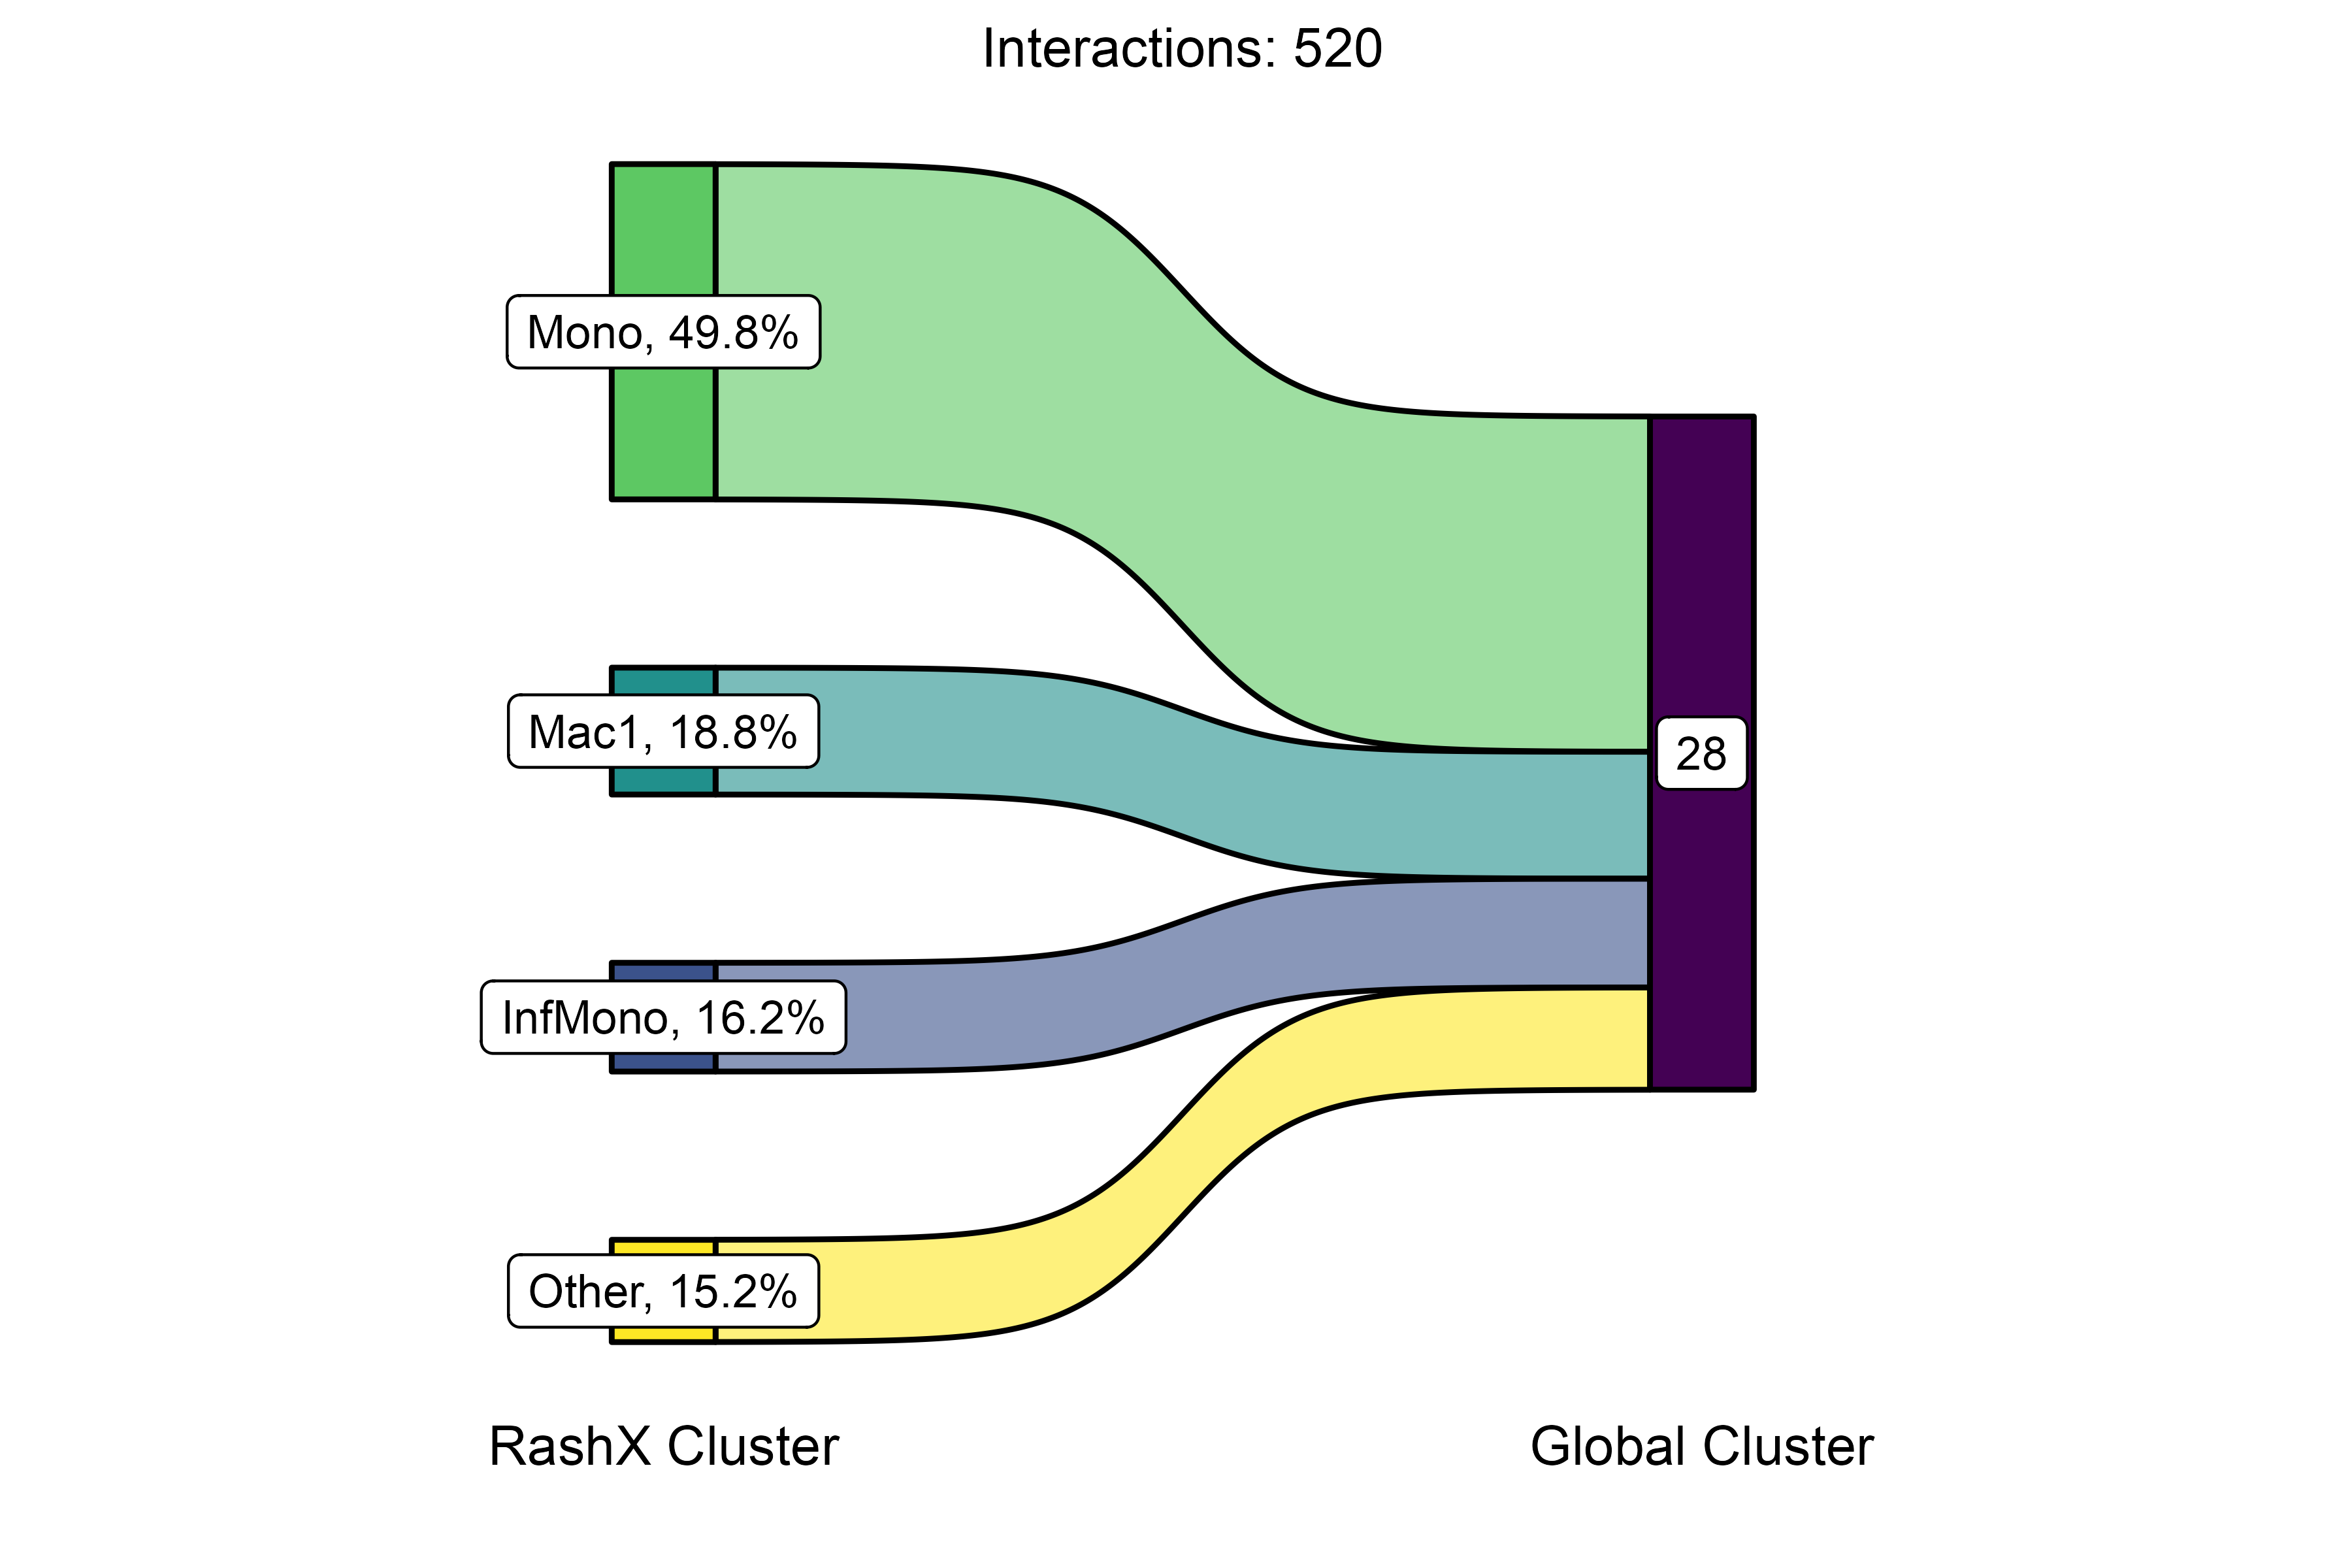 Interactions: 520
Mono, 49.8%
Mac1, 18.8%
28
InfMono, 16.2%
Other, 15.2%
RashX Cluster
Global Cluster